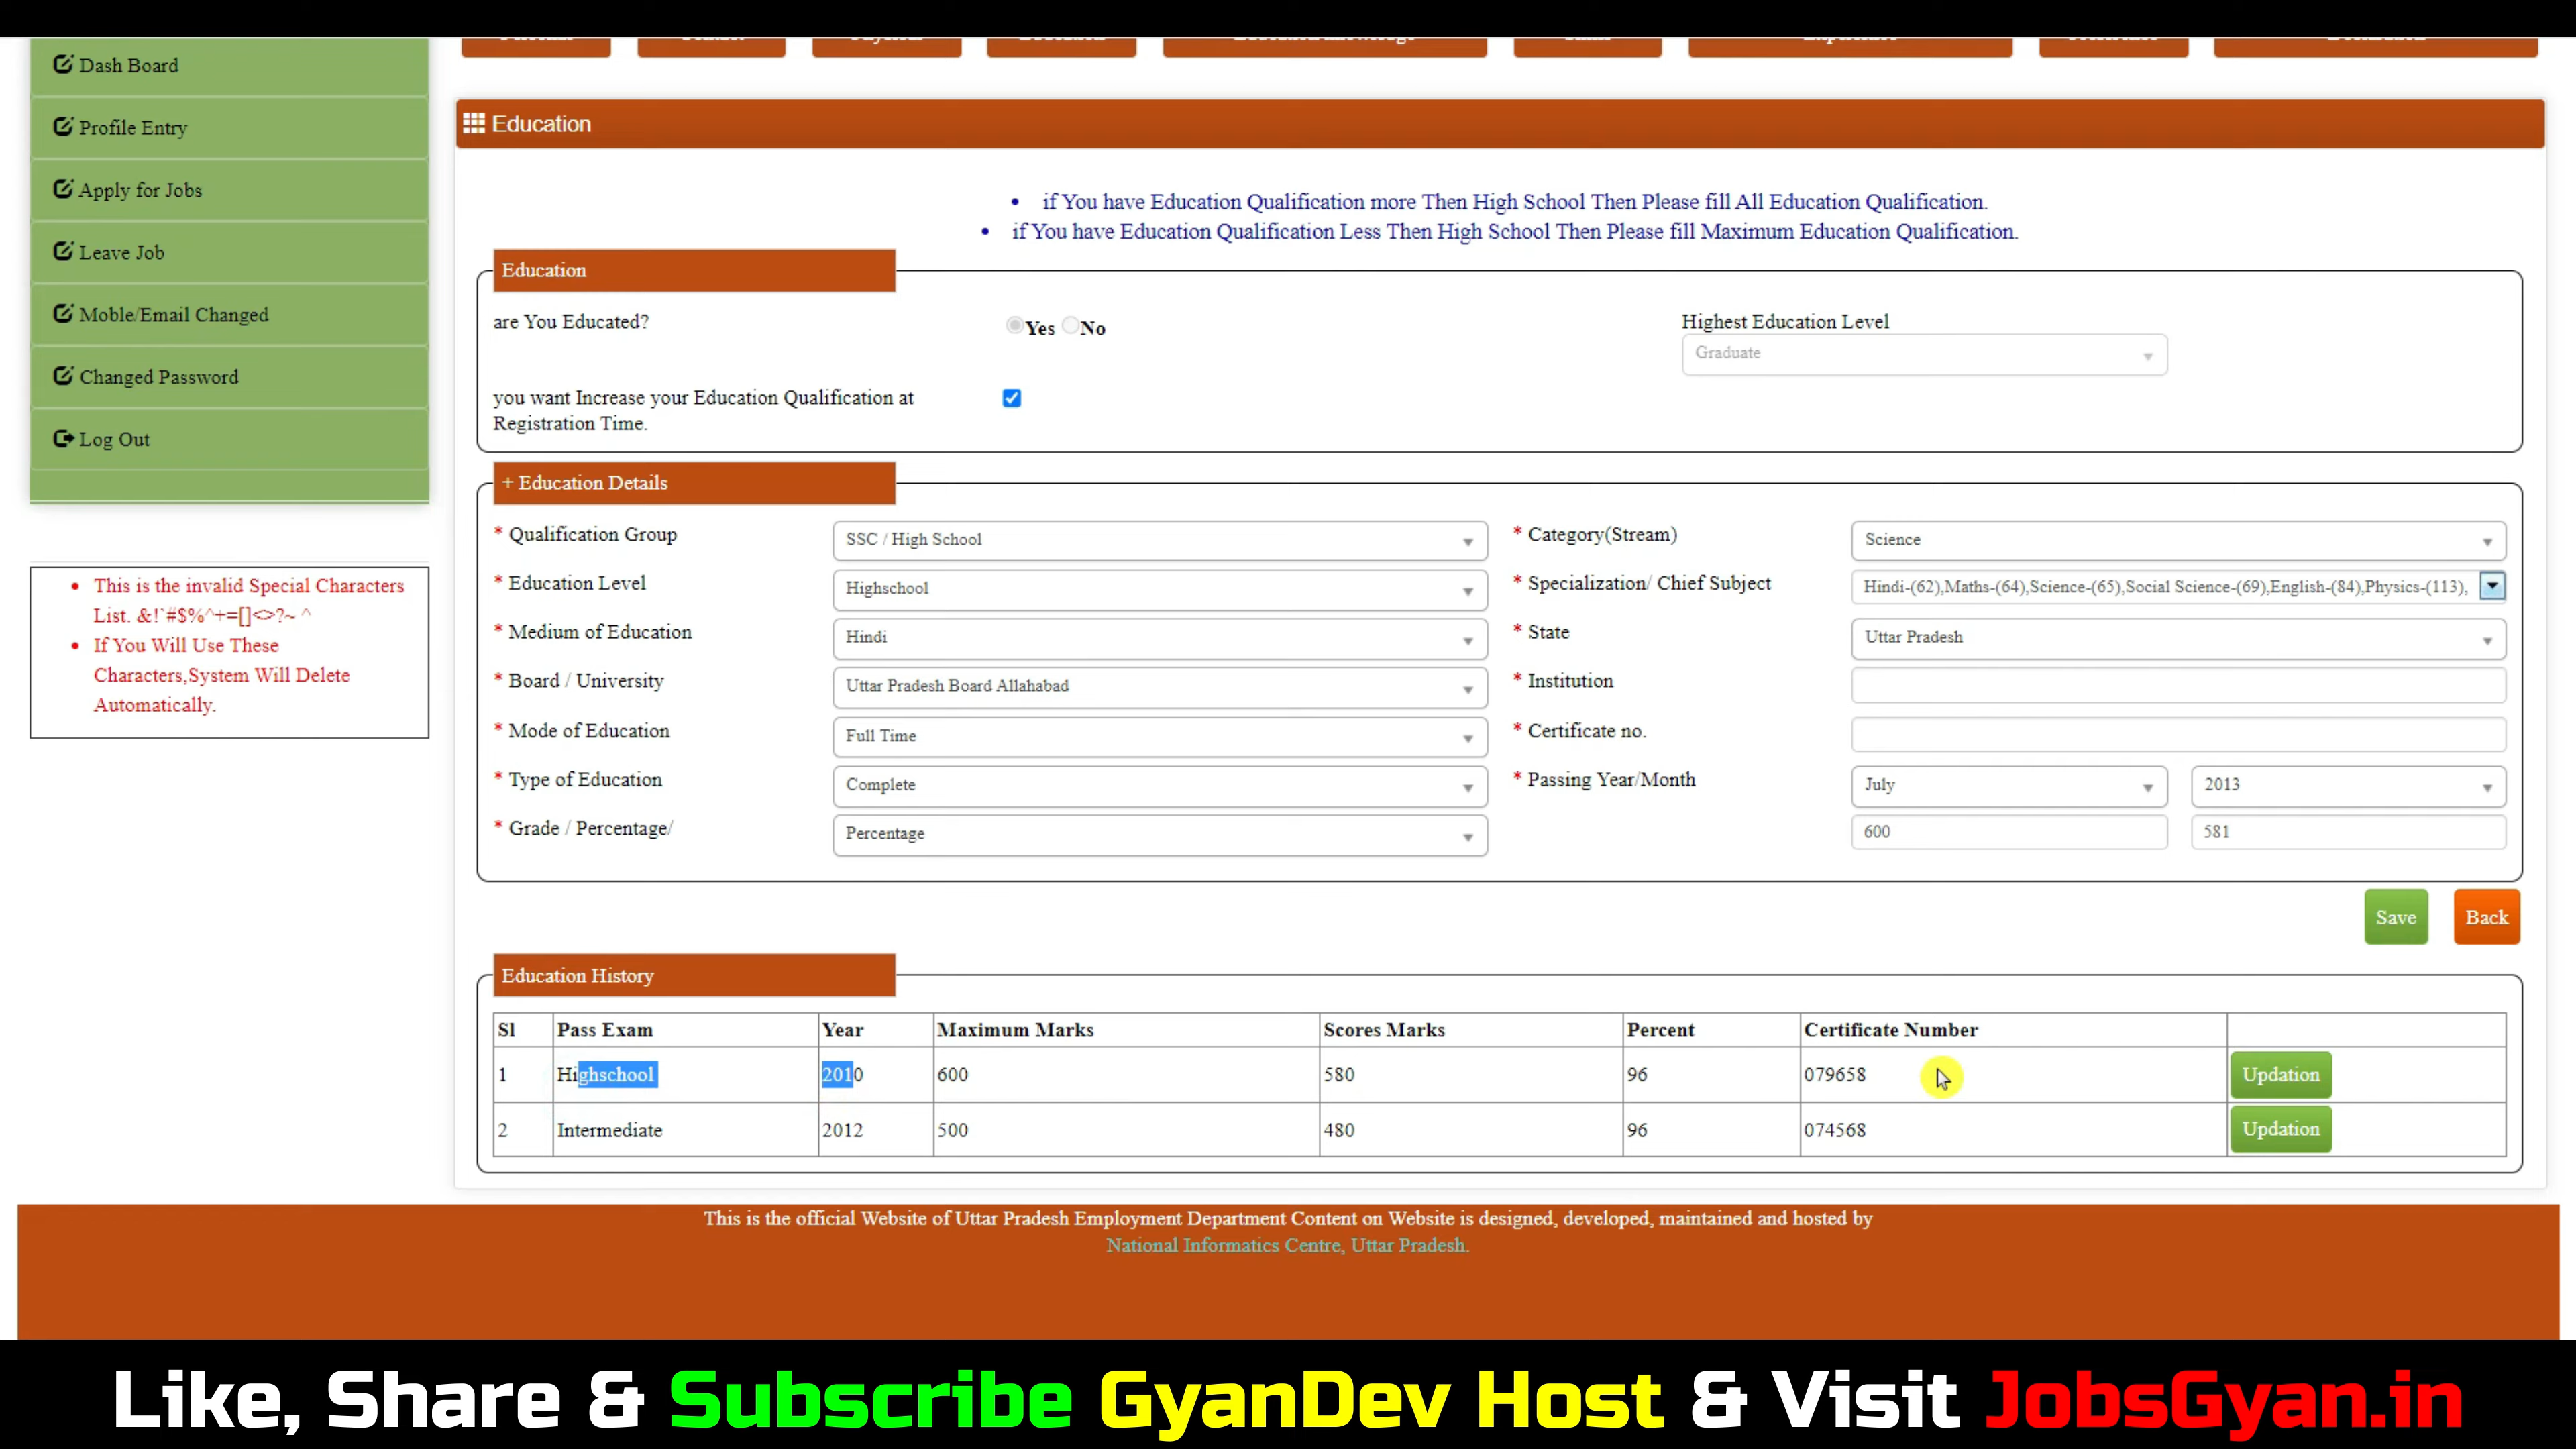 Dash Board
Profile Entry
Apply for Jobs
Leave Job
Moble/Email Changed
Changed Password
Log Out
This is the invalid Special Characters
List. &!`#$%^+=[]<>?~ ^
If You Will Use These
Characters,System Will Delete
Automatically.
Education
if You have Education Qualification more Then High School Then Please fill All Education Qualification.
if You have Education Qualification Less Then High School Then Please fill Maximum Education Qualification.
Education
are You Educated? Yes No Highest Education Level
Graduate
you want Increase your Education Qualification at
Registration Time.
+ Education Details
* Qualification Group SSC / High School * Category(Stream) Science
* Education Level Highschool * Specialization/ Chief Subject Hindi-(62),Maths-(64),Science-(65),Social Science-(69),English-(84),Physics-(113),
* Medium of Education Hindi * State Uttar Pradesh
* Board / University Uttar Pradesh Board Allahabad * Institution
* Mode of Education Full Time * Certificate no.
* Type of Education Complete * Passing Year/Month July 2013
* Grade / Percentage/ Percentage 600 581
Save Back
Education History
Sl Pass Exam Year Maximum Marks Scores Marks Percent Certificate Number
1 Highschool 2010 600 580 96 079658 Updation
2 Intermediate 2012 500 480 96 074568 Updation
This is the official Website of Uttar Pradesh Employment Department Content on Website is designed, developed, maintained and hosted by
National Informatics Centre, Uttar Pradesh.
Like, Share & Subscribe GyanDev Host & Visit JobsGyan.in